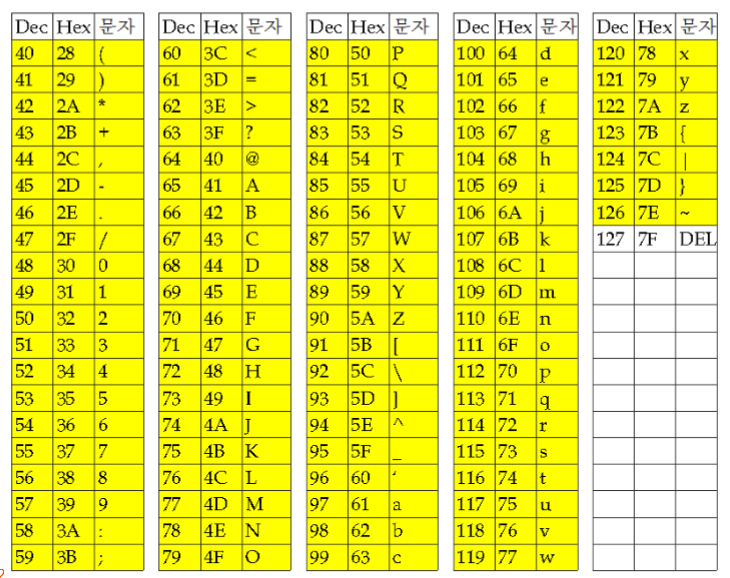 Dec Hex 문자 Dec Hex 문자 Dec Hex 문자 Dec Hex 문자 Dec Hex 문자
40 28 ( 60 3C < 80 50 P 100 64 d 120 78 x
41 29 ) 61 3D = 81 51 Q 101 65 e 121 79 y
42 2A * 62 3E > 82 52 R 102 66 f 122 7A z
43 2B + 63 3F ? 83 53 S 103 67 g 123 7B {
44 2C , 64 40 @ 84 54 T 104 68 h 124 7C |
45 2D - 65 41 A 85 55 U 105 69 i 125 7D }
46 2E . 66 42 B 86 56 V 106 6A j 126 7E ~
47 2F / 67 43 C 87 57 W 107 6B k 127 7F DEL
48 30 0 68 44 D 88 58 X 108 6C l
49 31 1 69 45 E 89 59 Y 109 6D m
50 32 2 70 46 F 90 5A Z 110 6E n
51 33 3 71 47 G 91 5B [ 111 6F o
52 34 4 72 48 H 92 5C \ 112 70 p
53 35 5 73 49 I 93 5D ] 113 71 q
54 36 6 74 4A J 94 5E ^ 114 72 r
55 37 7 75 4B K 95 5F _ 115 73 s
56 38 8 76 4C L 96 60 ‘ 116 74 t
57 39 9 77 4D M 97 61 a 117 75 u
58 3A : 78 4E N 98 62 b 118 76 v
59 3B ; 79 4F O 99 63 c 119 77 w